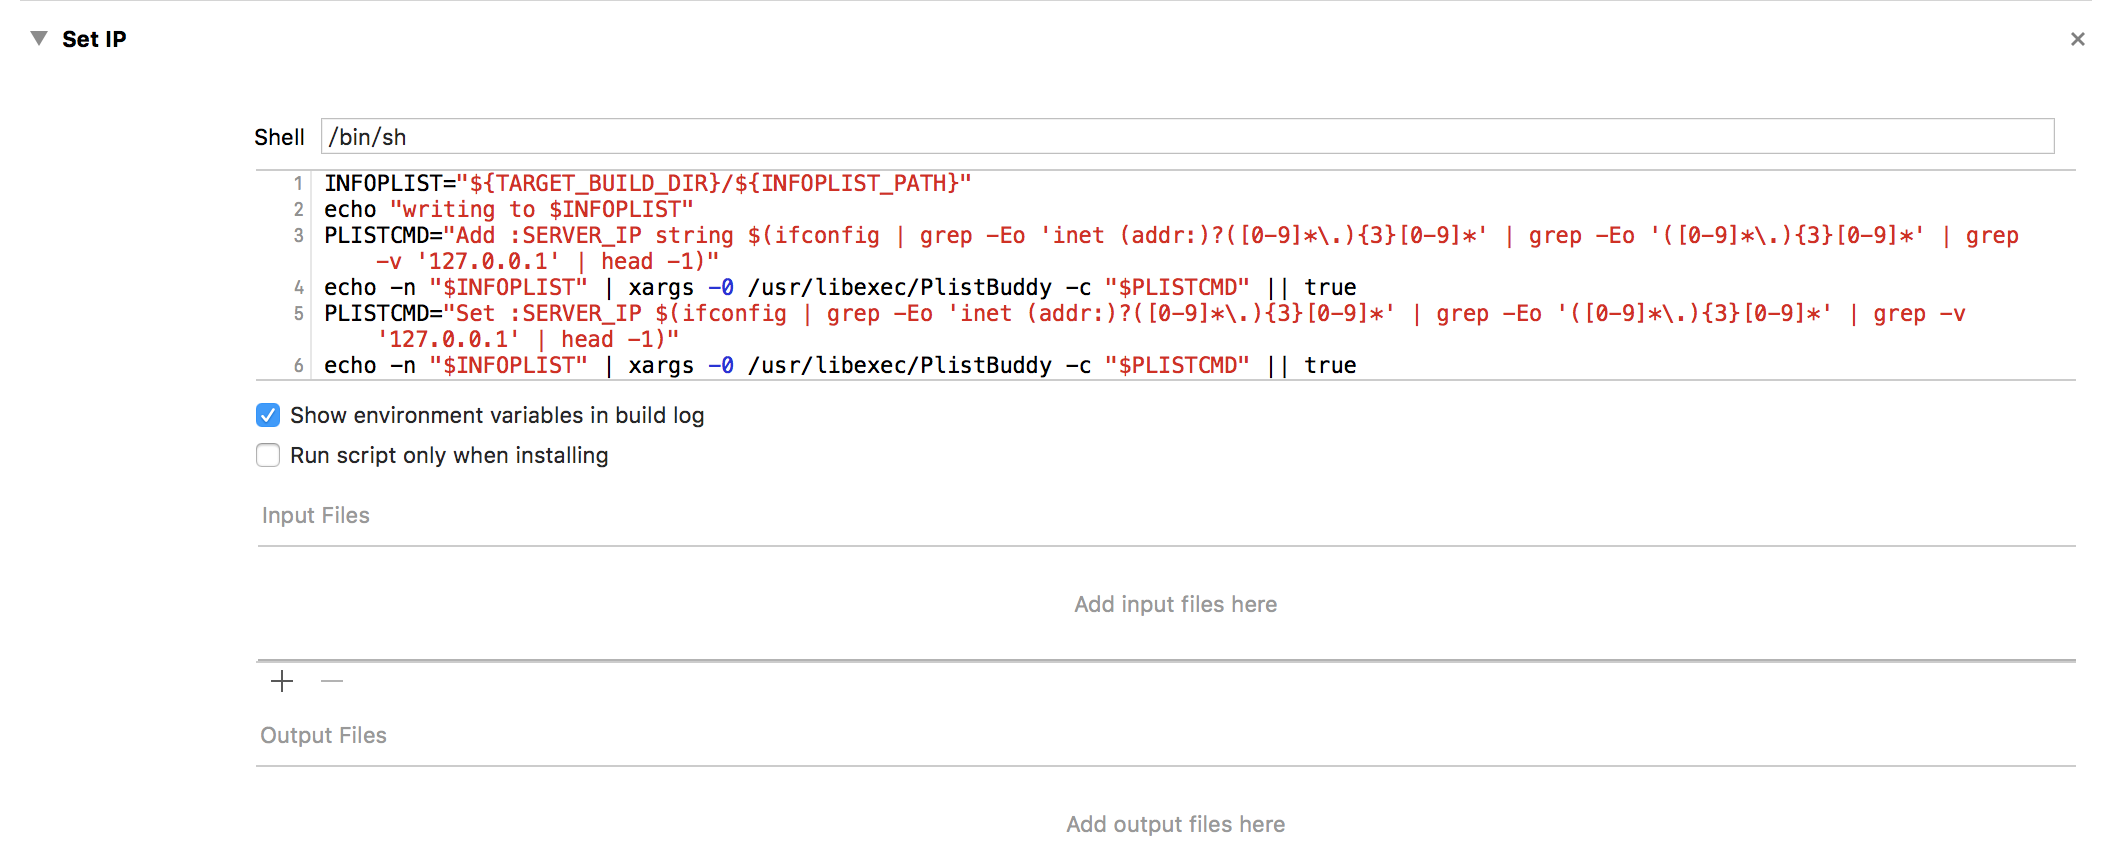 Set IP
Shell /bin/sh
1 INFOPLIST="${TARGET_BUILD_DIR}/${INFOPLIST_PATH}"
2 echo "writing to $INFOPLIST"
3 PLISTCMD="Add :SERVER_IP string $(ifconfig | grep -Eo 'inet (addr:)?([0-9]*\.){3}[0-9]*' | grep -Eo '([0-9]*\.){3}[0-9]*' | grep
-v '127.0.0.1' | head -1)"
4 echo -n "$INFOPLIST" | xargs -0 /usr/libexec/PlistBuddy -c "$PLISTCMD" || true
5 PLISTCMD="Set :SERVER_IP $(ifconfig | grep -Eo 'inet (addr:)?([0-9]*\.){3}[0-9]*' | grep -Eo '([0-9]*\.){3}[0-9]*' | grep -v
'127.0.0.1' | head -1)"
6 echo -n "$INFOPLIST" | xargs -0 /usr/libexec/PlistBuddy -c "$PLISTCMD" || true
Show environment variables in build log
Run script only when installing
Input Files
Add input files here
Output Files
Add output files here